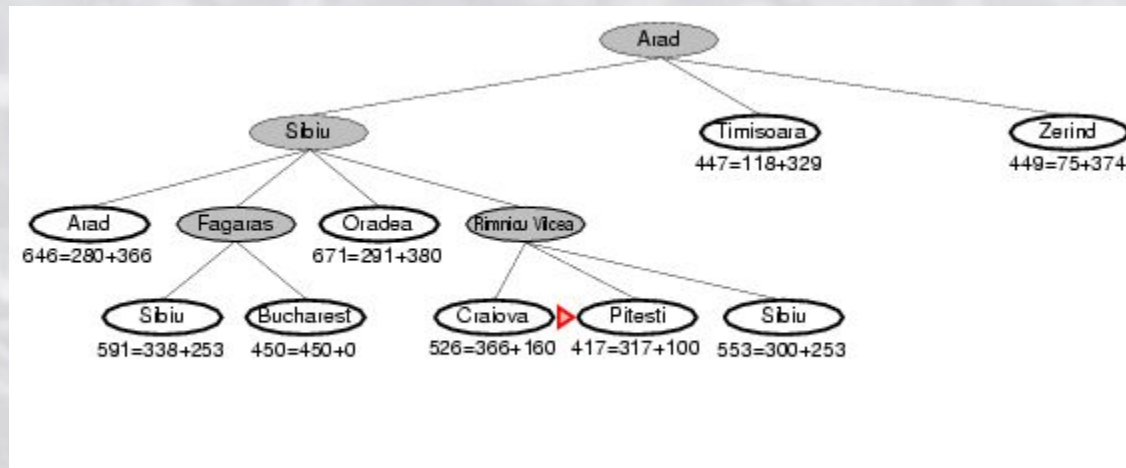 Arad
Sibiu
Timisoara
Zerind
447=118+329
449=75+374
Arad
Fagaras
Oradea
Rimnicu Vilcea
646=280+366
671=291+380
Sibiu
Bucharest
Craiova
Pitesti
Sibiu
591=338+253
450=450+0
526=366+160
417=317+100
553=300+253